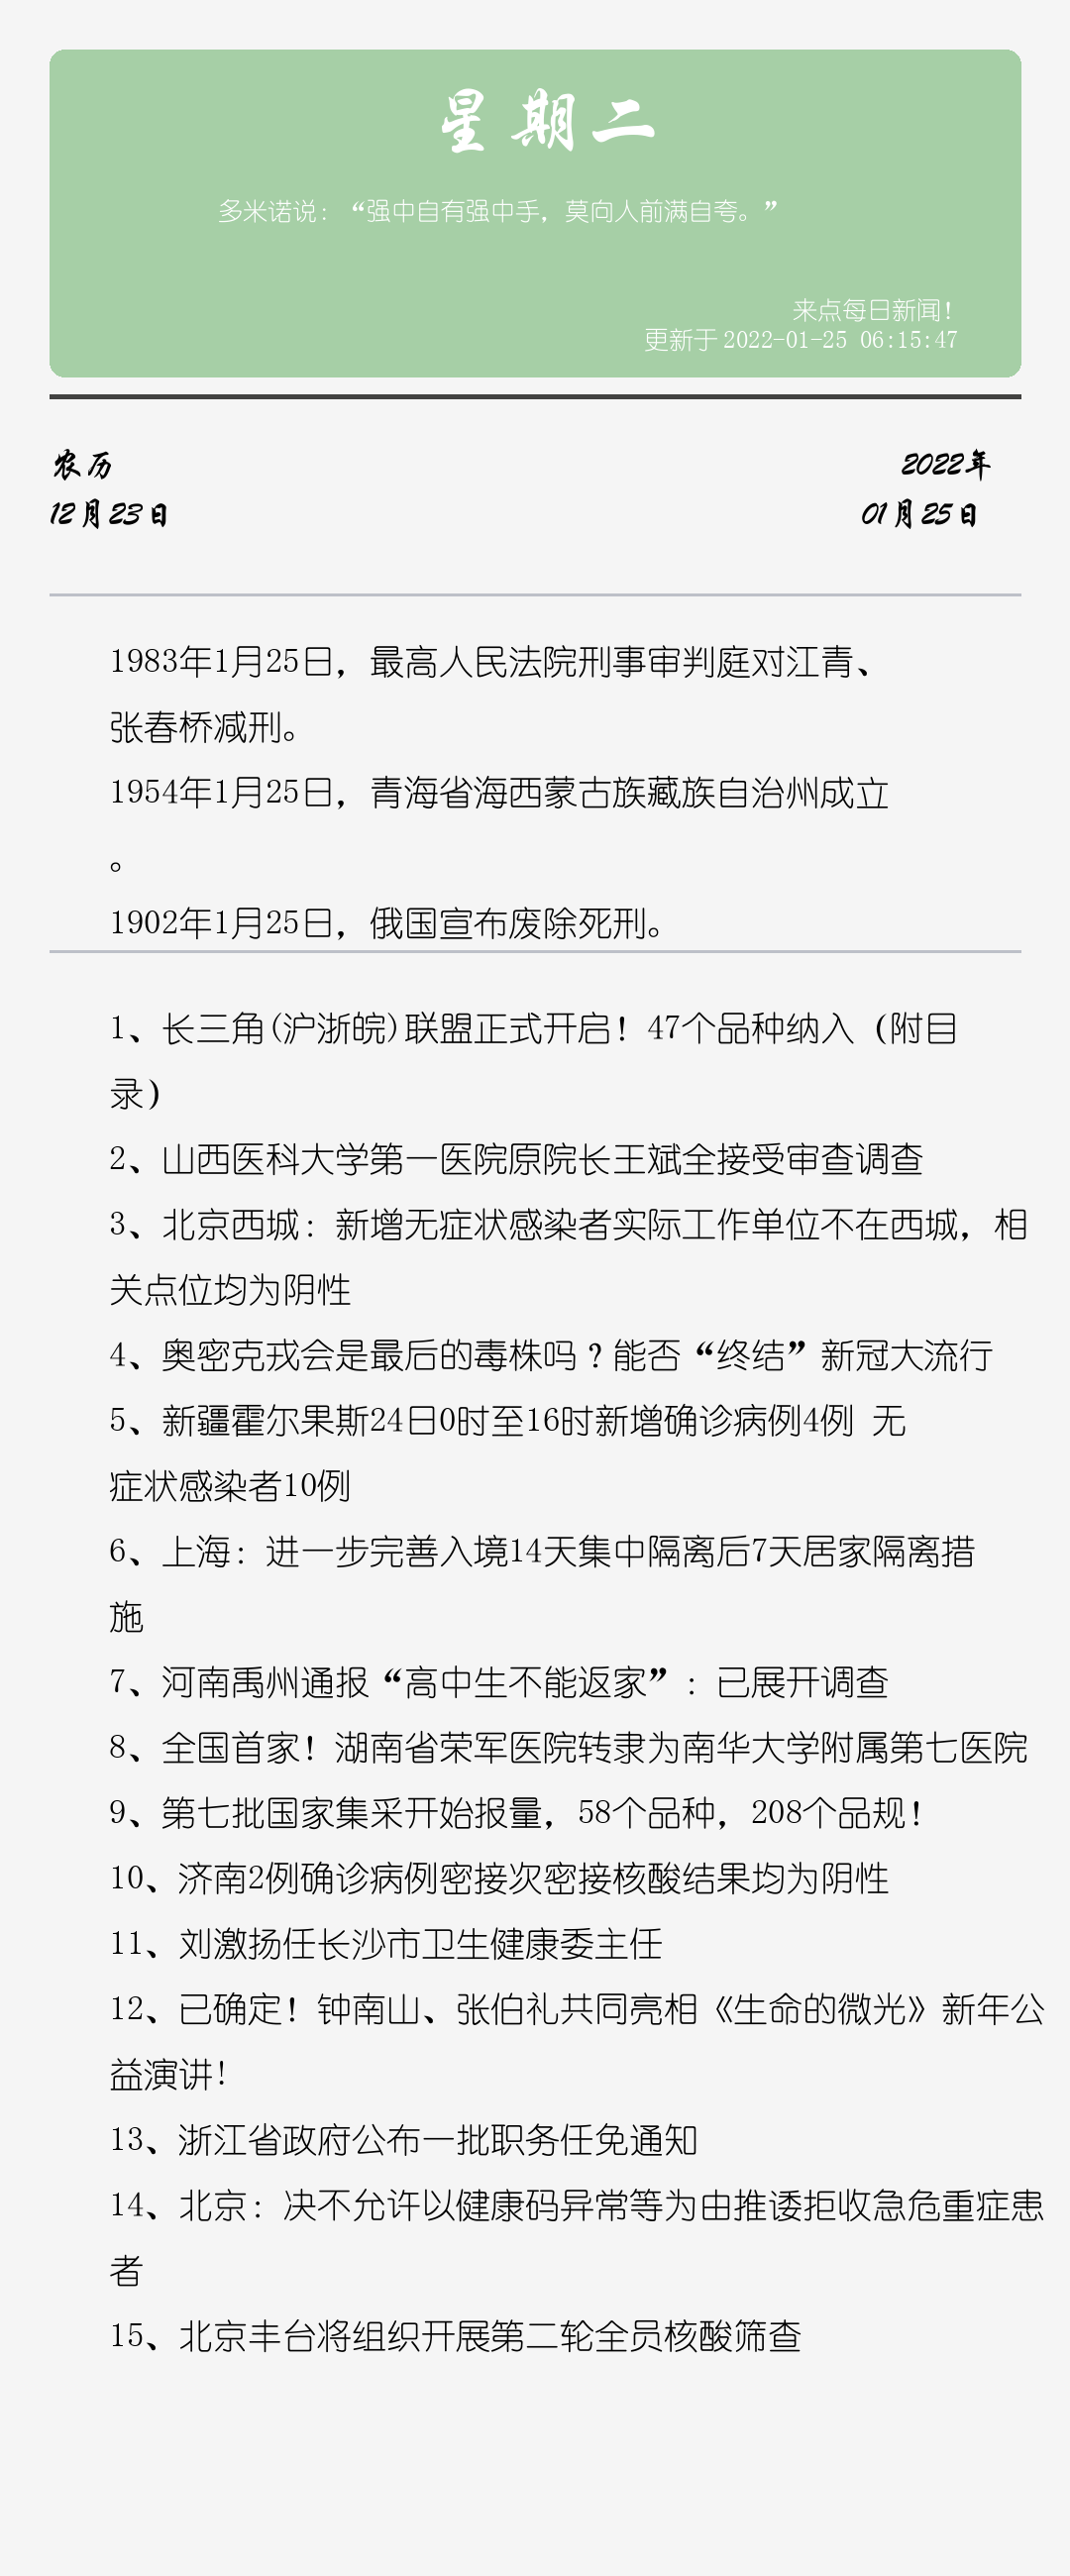 星期二
多米诺说：“强中自有强中手，莫向人前满自夸。”
来点每日新闻！
更新于 2022-01-25 06:15:47
农历
2022年
12月23日
01月25日
1983年1月25日，最高人民法院刑事审判庭对江青、
张春桥减刑。
1954年1月25日，青海省海西蒙古族藏族自治州成立
。
1902年1月25日，俄国宣布废除死刑。
1、长三角(沪浙皖)联盟正式开启！47个品种纳入（附目
录）
2、山西医科大学第一医院原院长王斌全接受审查调查
3、北京西城：新增无症状感染者实际工作单位不在西城，相
关点位均为阴性
4、奥密克戎会是最后的毒株吗？能否“终结”新冠大流行
5、新疆霍尔果斯24日0时至16时新增确诊病例4例 无
症状感染者10例
6、上海：进一步完善入境14天集中隔离后7天居家隔离措
施
7、河南禹州通报“高中生不能返家”：已展开调查
8、全国首家！湖南省荣军医院转隶为南华大学附属第七医院
9、第七批国家集采开始报量，58个品种，208个品规！
10、济南2例确诊病例密接次密接核酸结果均为阴性
11、刘激扬任长沙市卫生健康委主任
12、已确定！钟南山、张伯礼共同亮相《生命的微光》新年公
益演讲！
13、浙江省政府公布一批职务任免通知
14、北京：决不允许以健康码异常等为由推诿拒收急危重症患
者
15、北京丰台将组织开展第二轮全员核酸筛查